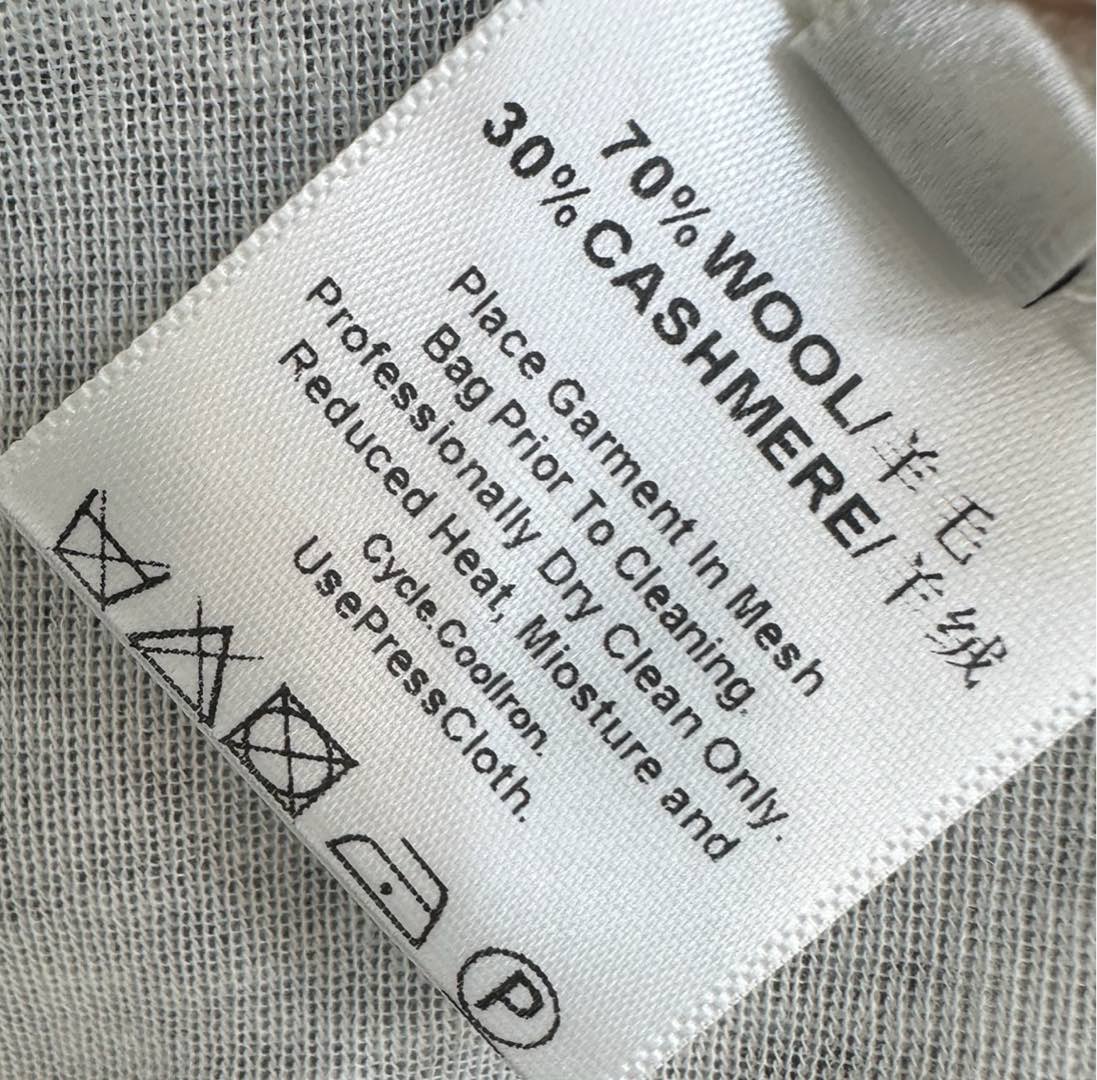 70% WOOL/羊毛
30% CASHMERE/羊绒
Place Garment In Mesh
Bag Prior To Cleaning.
Professionally Dry Clean Only.
Reduced Heat, Miosture and
Cycle.CoolIron.
UsePressCloth.
P